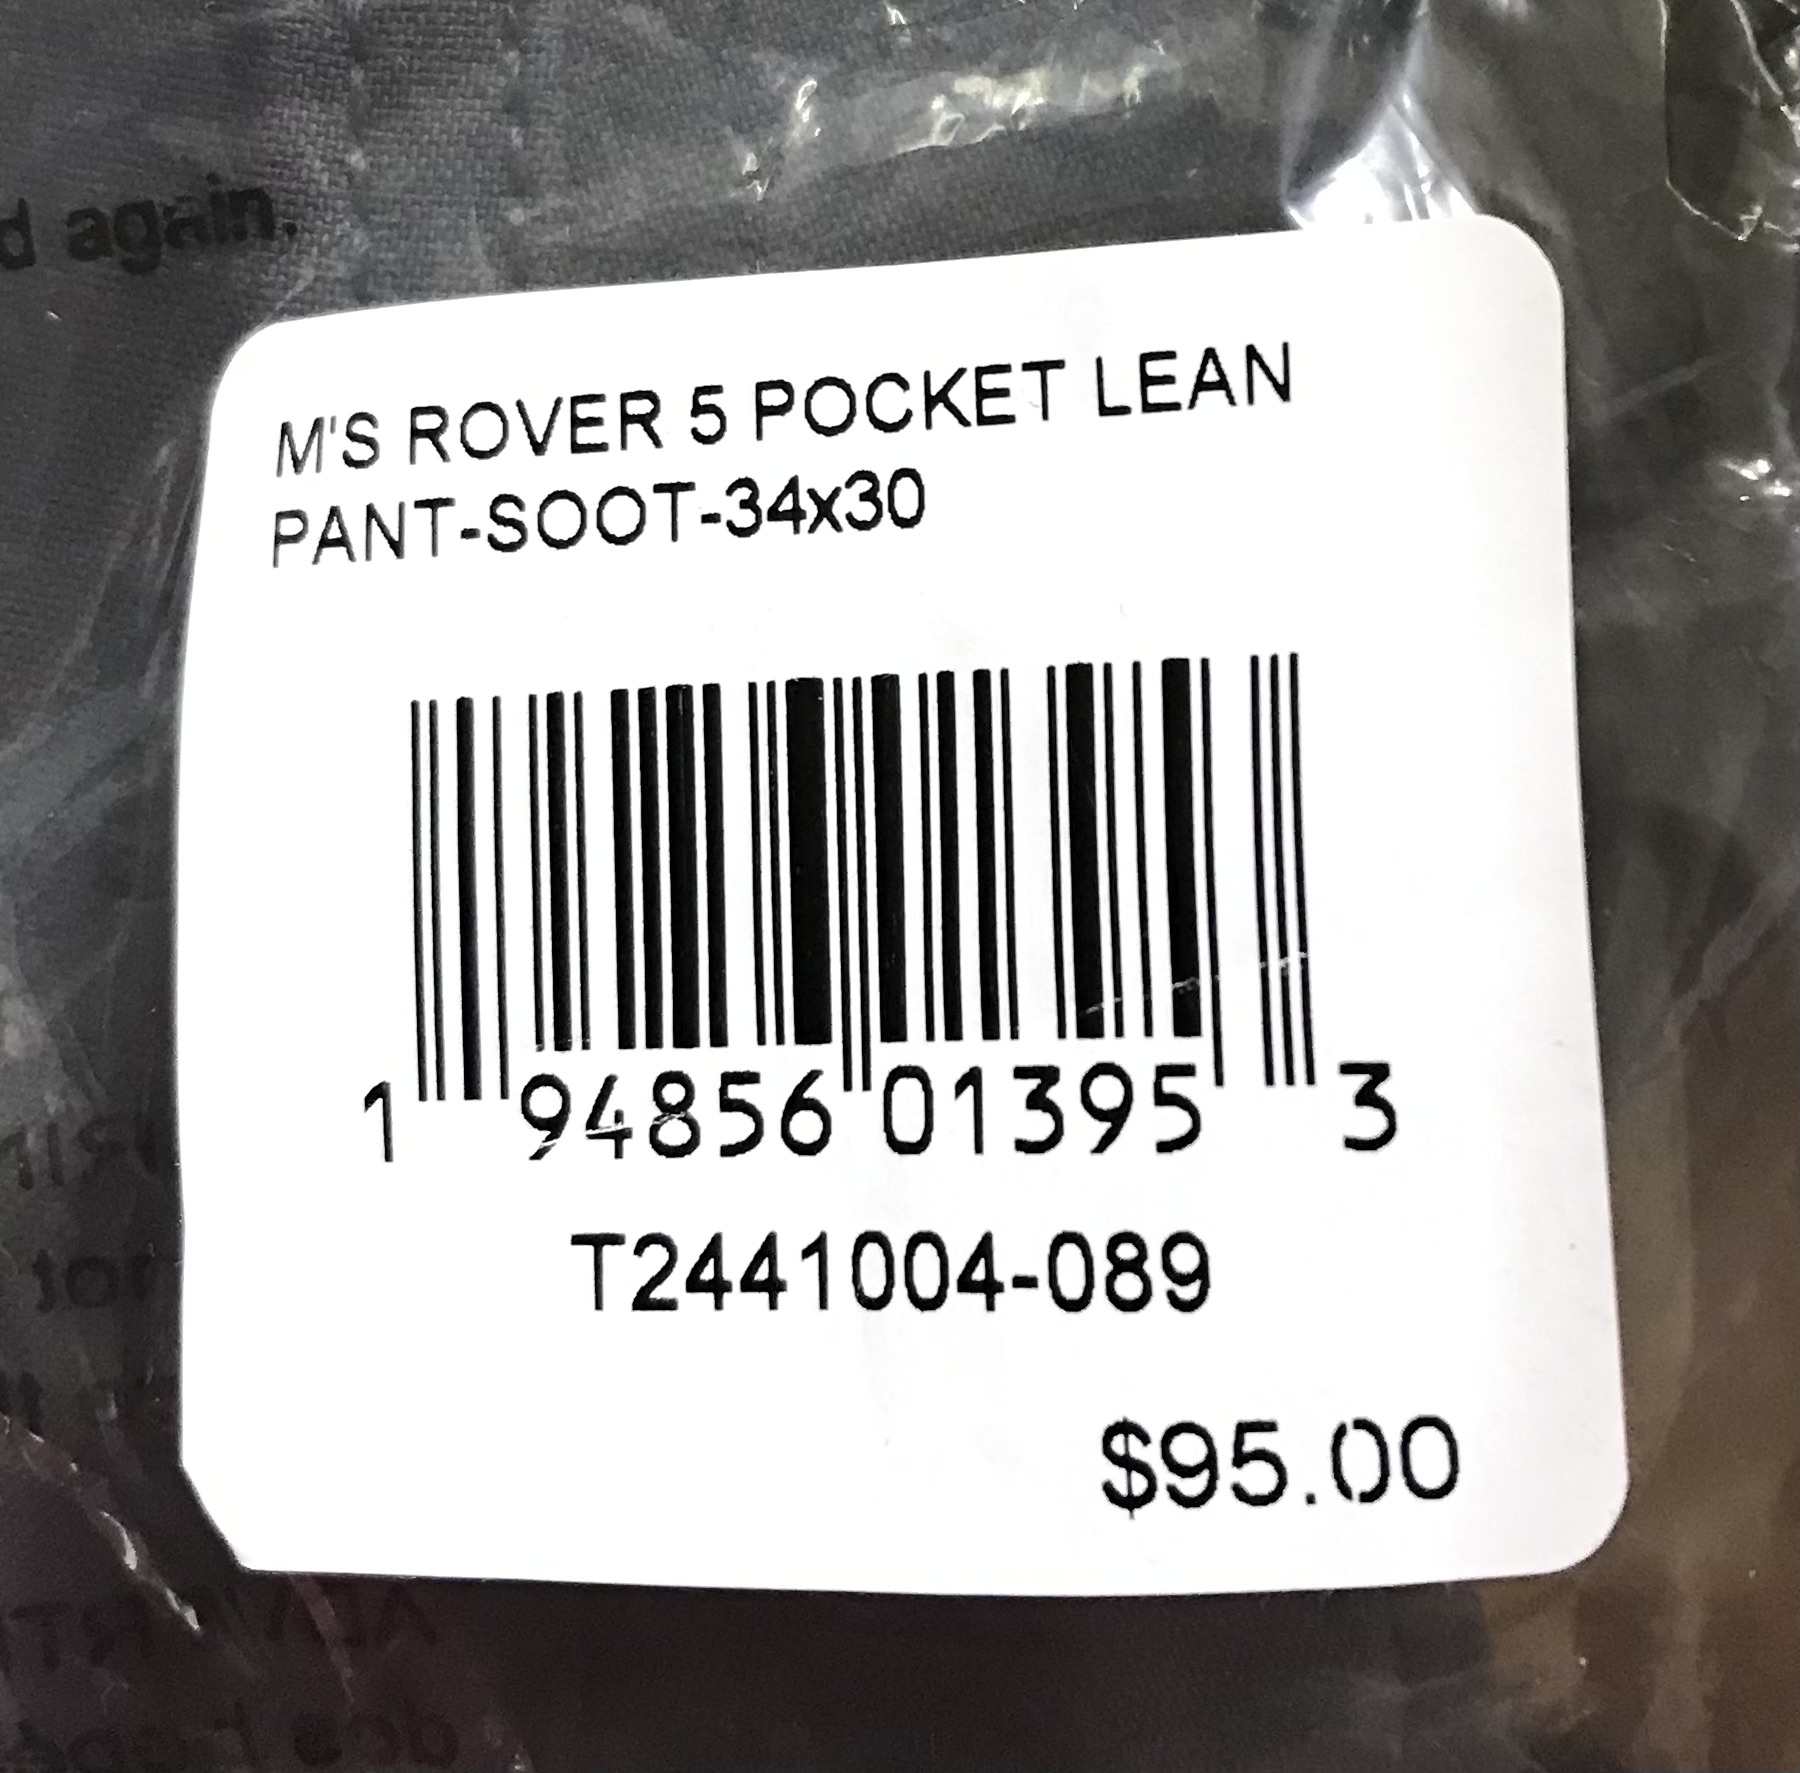 d again.
M'S ROVER 5 POCKET LEAN
PANT-SOOT-34x30
1 94856 01395 3
T2441004-089
$95.00